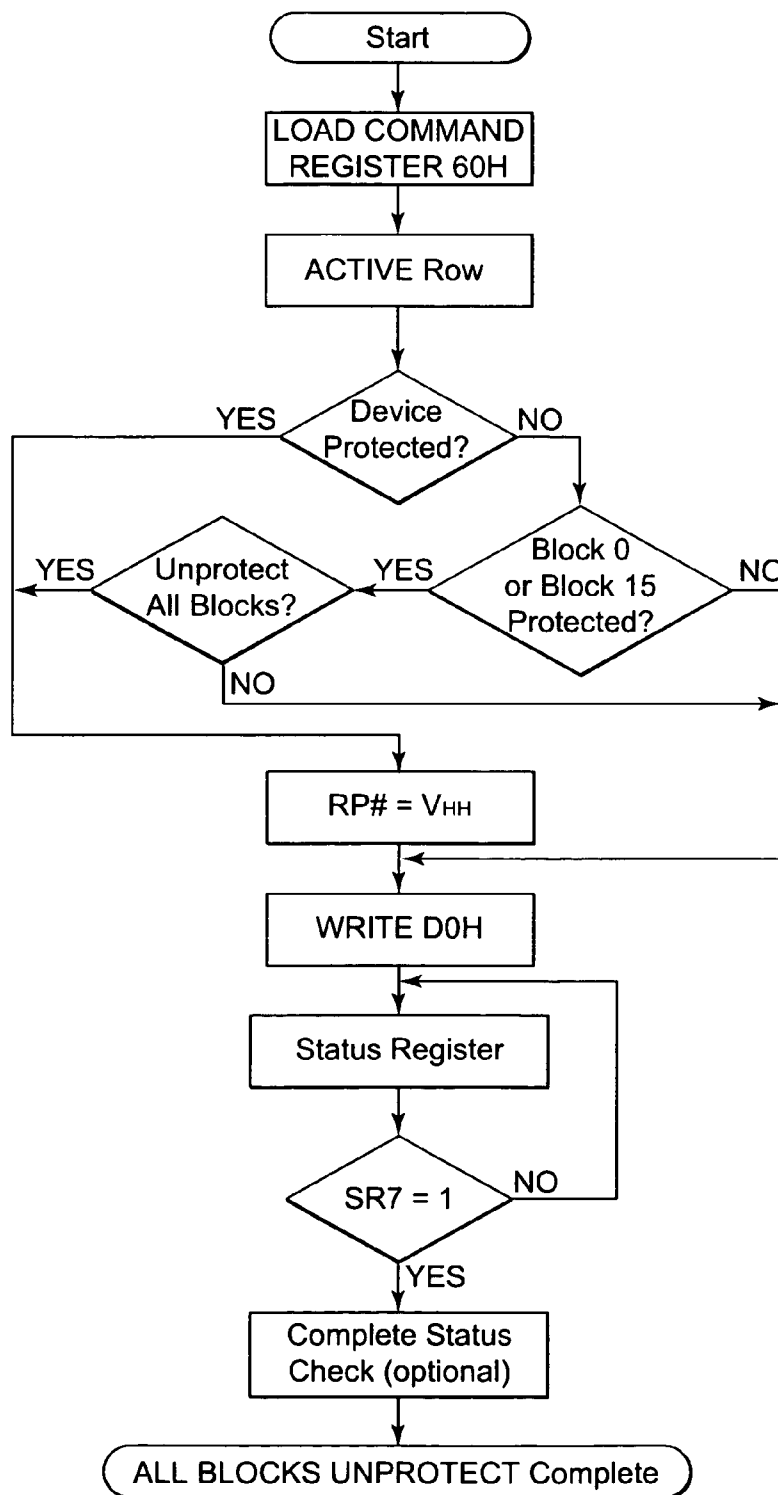 Start
LOAD COMMAND
REGISTER 60H
ACTIVE Row
YES
Device
Protected?
NO
YES
Unprotect
All Blocks?
YES
Block 0
or Block 15
Protected?
NO
NO
RP# = VHH
WRITE D0H
Status Register
SR7 = 1
NO
YES
Complete Status
Check (optional)
ALL BLOCKS UNPROTECT Complete